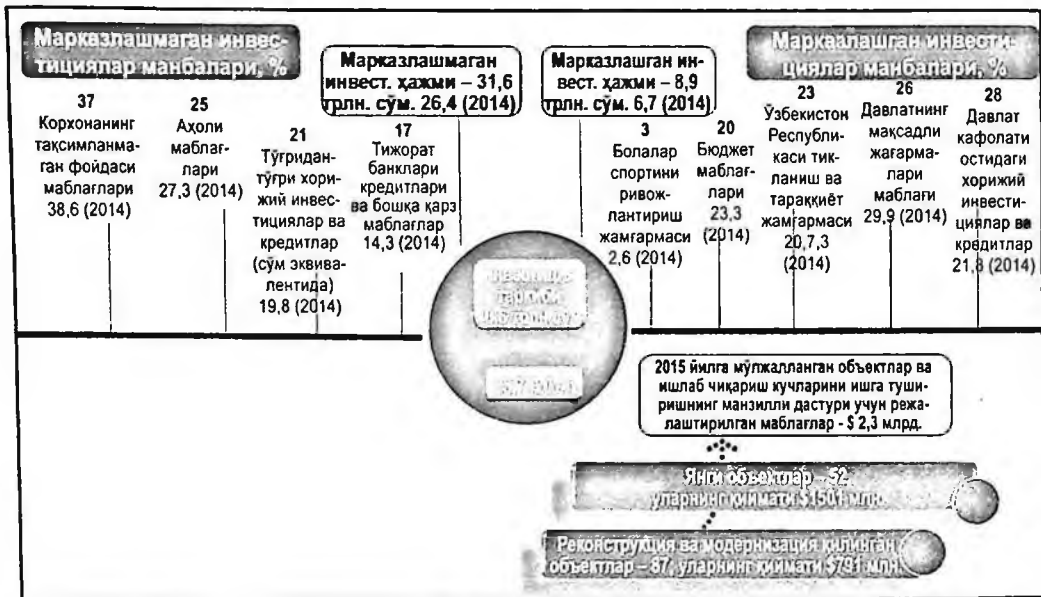 Марказлашмаган инвес-
тициялар манбалари, %
Марказлашмаган
инвест. ҳажми – 31,6
трлн. сўм. 26,4 (2014)
Марказлашган ин-
вест. ҳажми – 8,9
трлн. сўм. 6,7 (2014)
Марказлашган инвести-
циялар манбалари, %
37
Корхонанинг
тақсимланма-
ган фойдаси
маблағлари
38,6 (2014)
25
Аҳоли
маблағ-
лари
27,3 (2014)
21
Тўғридан-
тўғри хори-
жий инвес-
тициялар ва
кредитлар
(сўм эквива-
лентида)
19,8 (2014)
17
Тижорат
банклари
кредитлари
ва бошқа қарз
маблағлар
14,3 (2014)
3
Болалар
спортини
ривож-
лантириш
жамғармаси
2,6 (2014)
20
Бюджет
маблағ-
лари
23,3
(2014)
23
Ўзбекистон
Республи-
каси тик-
ланиш ва
тараққиёт
жамғармаси
20,7,3
(2014)
26
Давлатнинг
мақсадли
жағарма-
лари
маблағи
29,9 (2014)
28
Давлат
кафолати
остидаги
хорижий
инвести-
циялар ва
кредитлар
21,8 (2014)
таркиби
2015 йилга мўлжалланган объектлар ва
ишлаб чиқариш кучларини ишга туши-
ришнинг манзилли дастури учун режа-
лаштирилган маблағлар - $ 2,3 млрд.
Янги объектлар – 52,
уларнинг қиймати $1501 млн.
Реконструкция ва модернизация қилинган
объектлар – 87; уларнинг қиймати $791 млн.